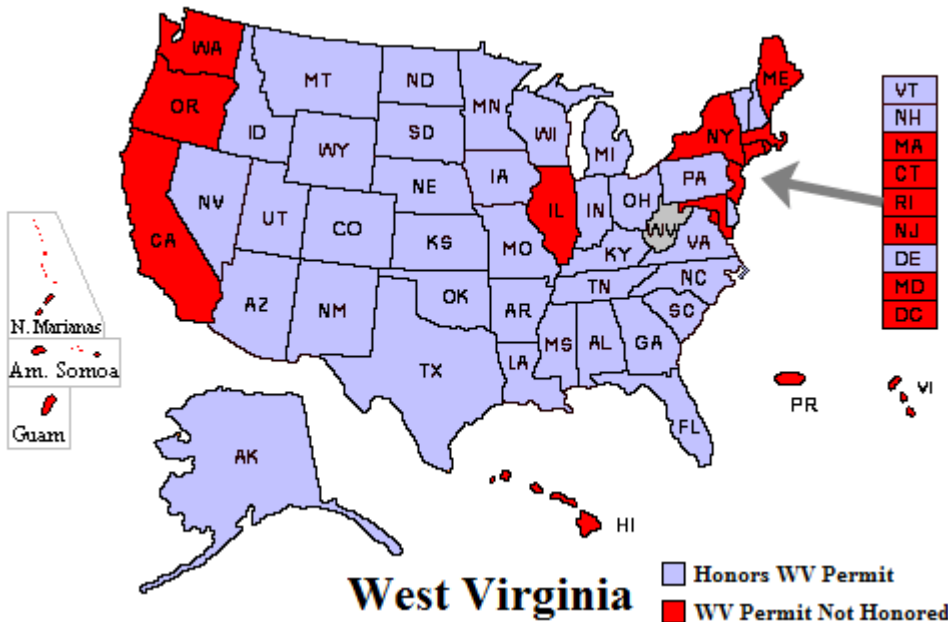 WA
MT
ND
MN
ME
OR
ID
WY
SD
WI
MI
NY
VT
NH
MA
CT
RI
NJ
DE
MD
DC
NV
UT
CO
NE
IA
IL
IN
OH
PA
WV
VA
CA
KS
MO
KY
AZ
NM
OK
AR
TN
NC
SC
TX
LA
MS
AL
GA
FL
N. Marianas
Am. Somoa
Guam
PR
VI
AK
HI
West Virginia
Honors WV Permit
WV Permit Not Honored